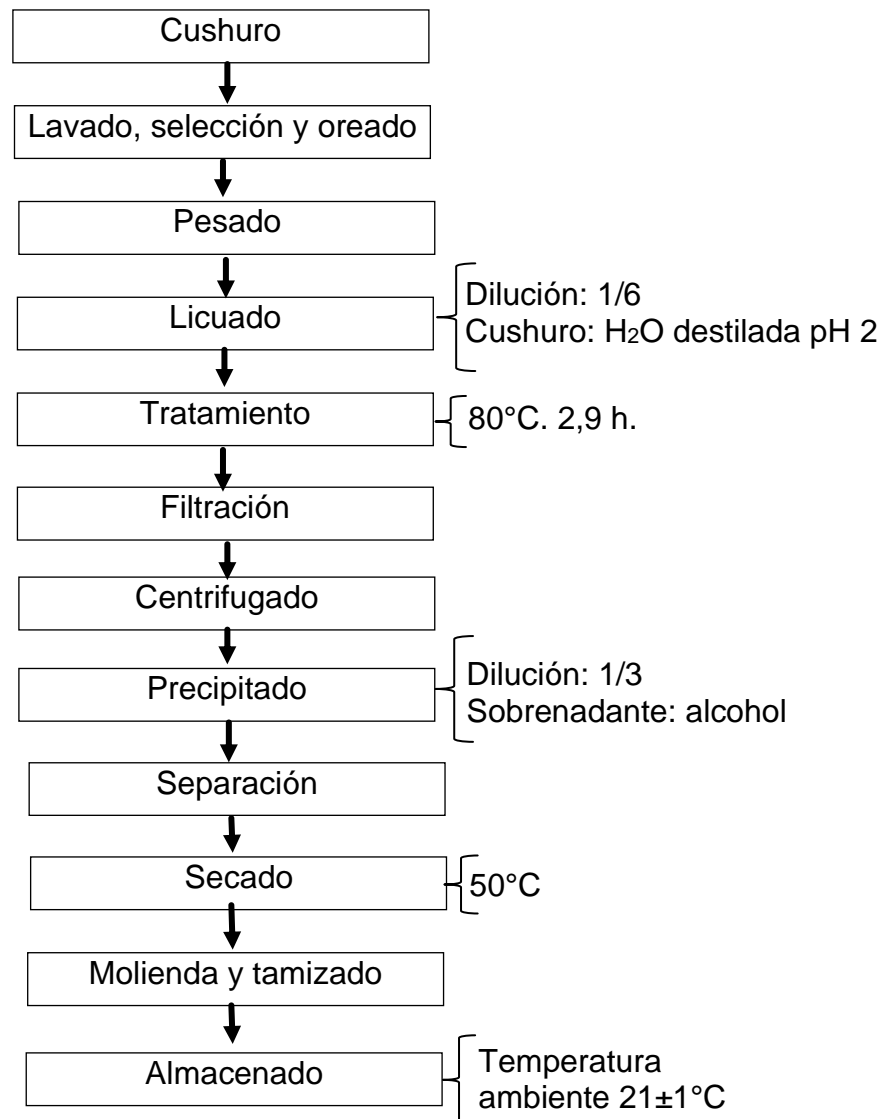 Cushuro
Lavado, selección y oreado
Pesado
Licuado
Dilución: 1/6
Cushuro: H₂O destilada pH 2
Tratamiento
80°C. 2,9 h.
Filtración
Centrifugado
Precipitado
Dilución: 1/3
Sobrenadante: alcohol
Separación
Secado
50°C
Molienda y tamizado
Almacenado
Temperatura
ambiente 21±1°C